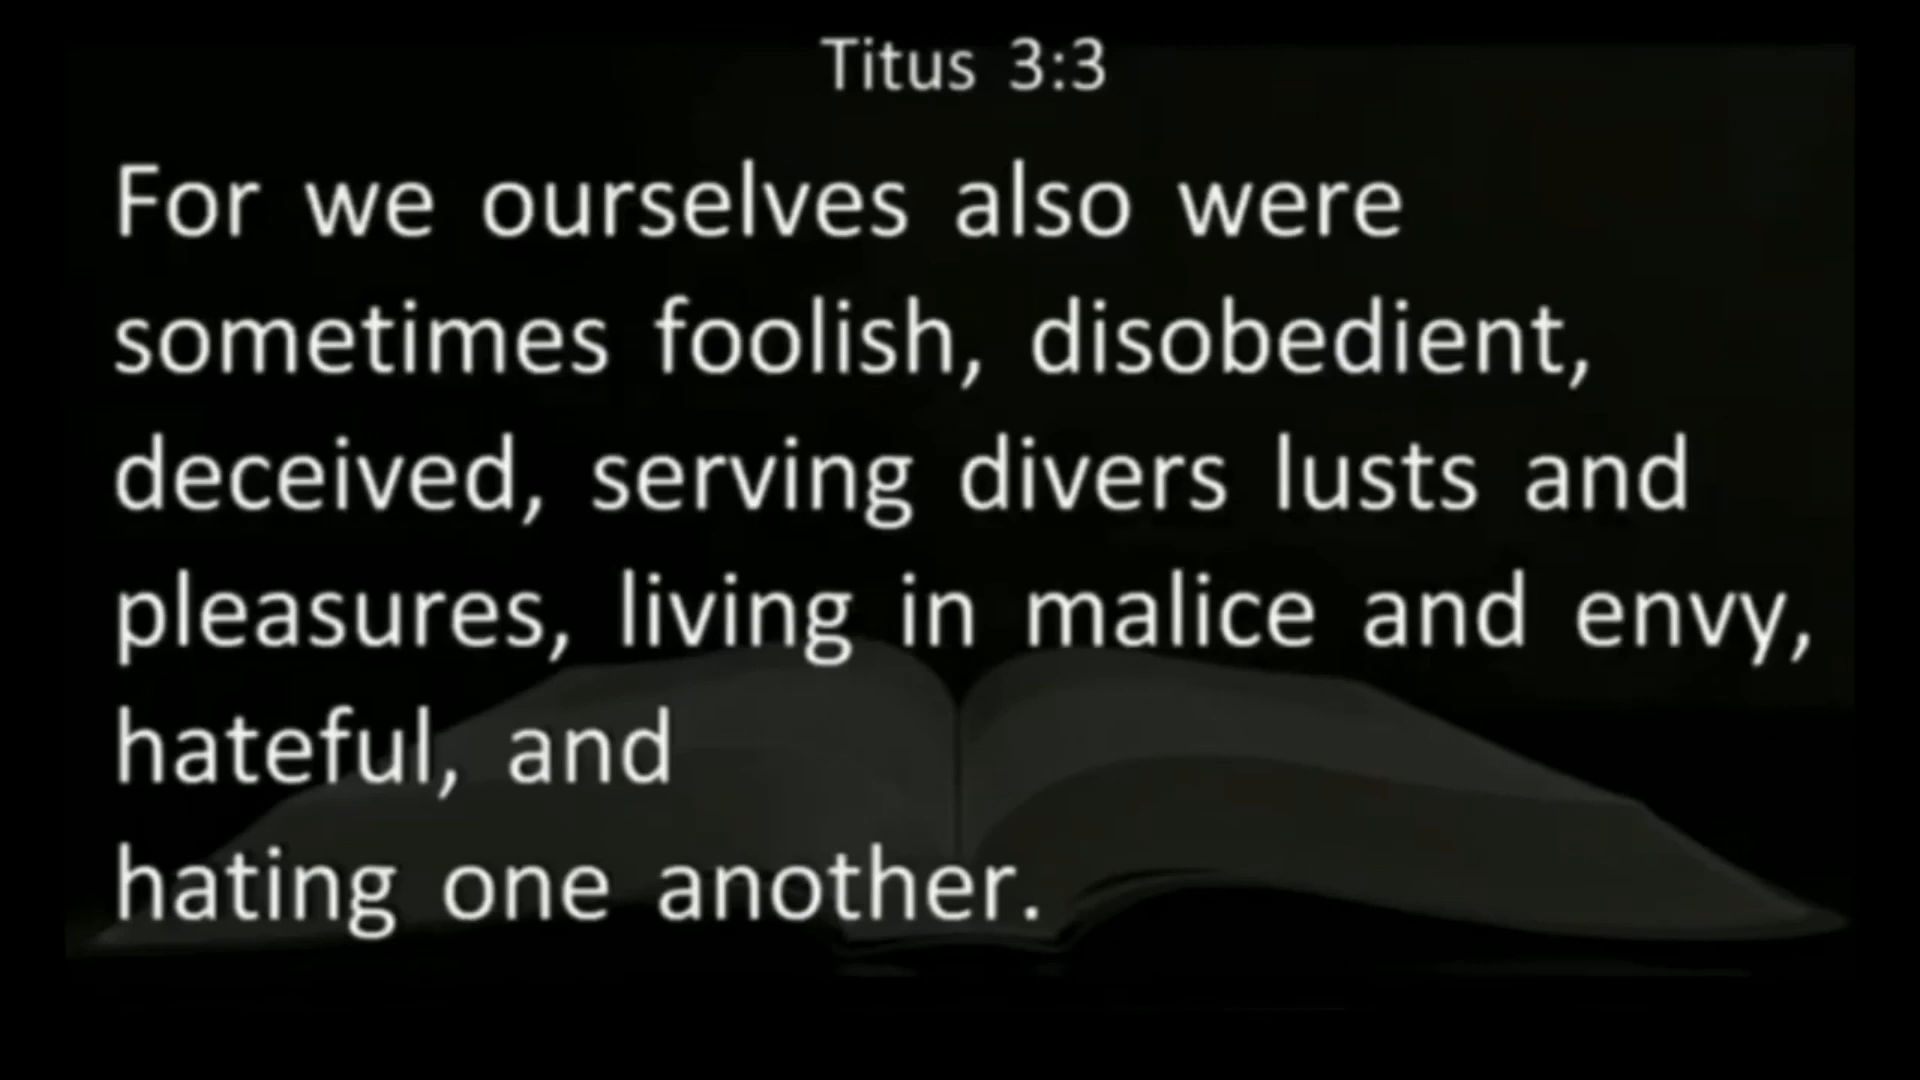 Titus 3:3
For we ourselves also were
sometimes foolish, disobedient,
deceived, serving divers lusts and
pleasures, living in malice and envy,
hateful, and
hating one another.